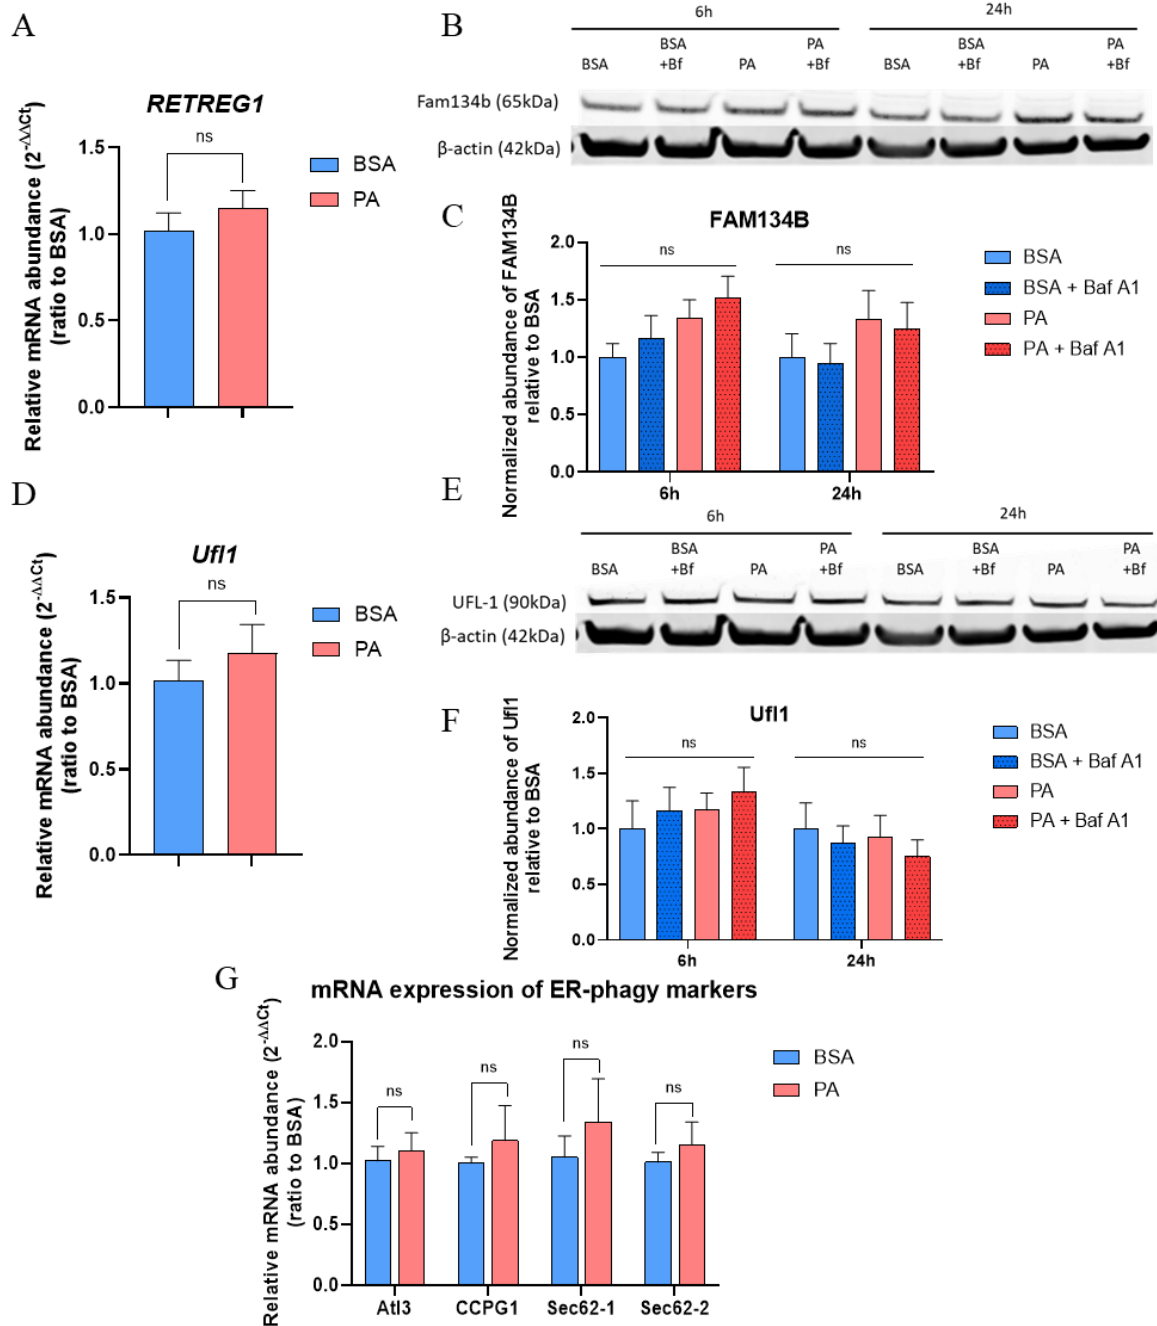 A
RETREG1
ns
Relative mRNA abundance (2^-ΔΔCt)
(ratio to BSA)
1.5
1.0
0.5
0.0
BSA
PA
B
6h
24h
BSA
BSA
+Bf
PA
PA
+Bf
BSA
BSA
+Bf
PA
PA
+Bf
Fam134b (65kDa)
β-actin (42kDa)
C
FAM134B
Normalized abundance of FAM134B
relative to BSA
2.0
1.5
1.0
0.5
0.0
ns
ns
6h
24h
BSA
BSA + Baf A1
PA
PA + Baf A1
D
Ufl1
ns
Relative mRNA abundance (2^-ΔΔCt)
(ratio to BSA)
1.5
1.0
0.5
0.0
BSA
PA
E
6h
24h
BSA
BSA
+Bf
PA
PA
+Bf
BSA
BSA
+Bf
PA
PA
+Bf
UFL-1 (90kDa)
β-actin (42kDa)
F
Ufl1
Normalized abundance of Ufl1
relative to BSA
2.0
1.5
1.0
0.5
0.0
ns
ns
6h
24h
BSA
BSA + Baf A1
PA
PA + Baf A1
G
mRNA expression of ER-phagy markers
Relative mRNA abundance (2^-ΔΔCt)
(ratio to BSA)
2.0
1.5
1.0
0.5
0.0
ns
ns
ns
ns
Atl3
CCPG1
Sec62-1
Sec62-2
BSA
PA